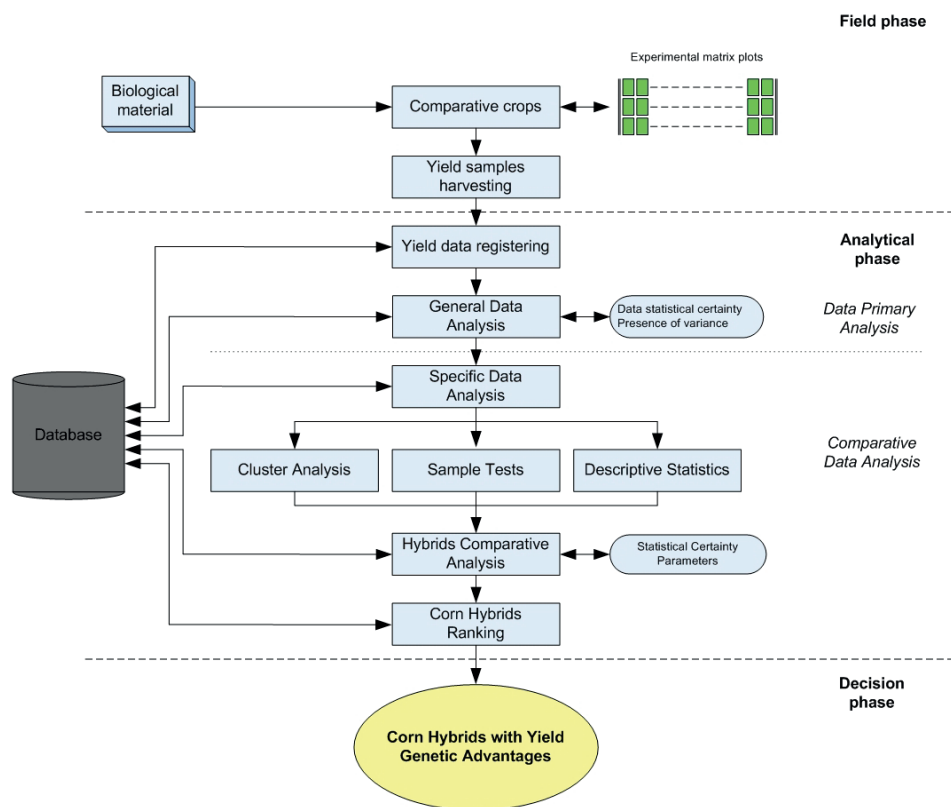 Field phase
Experimental matrix plots
Biological
material
Comparative crops
Yield samples
harvesting
Yield data registering
Analytical
phase
General Data
Analysis
Data statistical certainty
Presence of variance
Data Primary
Analysis
Specific Data
Analysis
Database
Cluster Analysis
Sample Tests
Descriptive Statistics
Comparative
Data Analysis
Hybrids Comparative
Analysis
Statistical Certainty
Parameters
Corn Hybrids
Ranking
Decision
phase
Corn Hybrids with Yield
Genetic Advantages